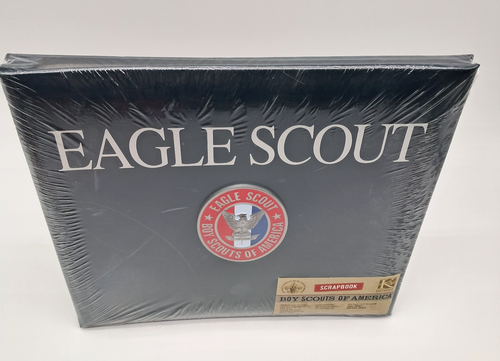 EAGLE SCOUT
EAGLE SCOUT
BOY SCOUTS OF AMERICA
SCRAPBOOK
K
BOY SCOUTS OF AMERICA